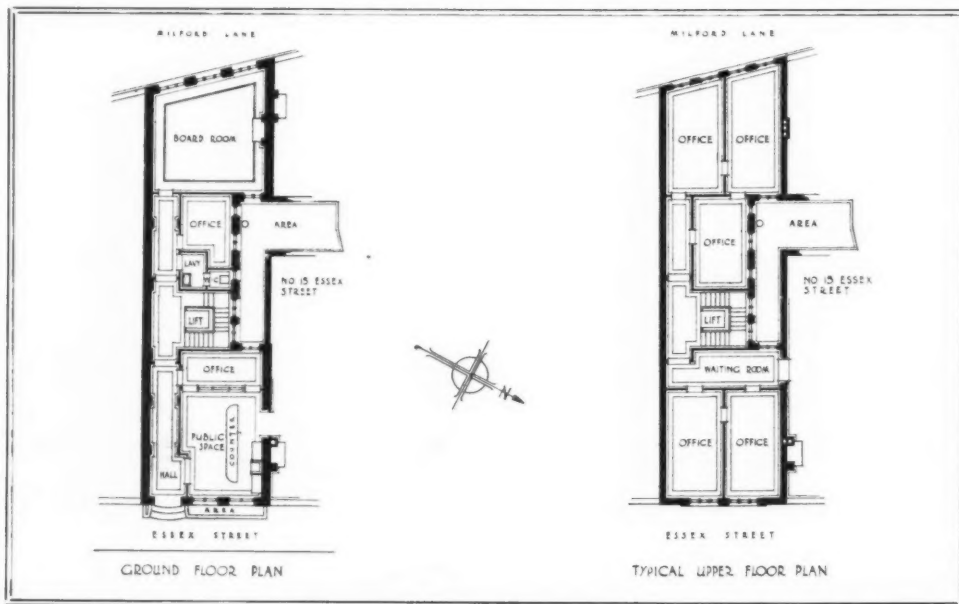 MILFORD LANE
BOARD ROOM
OFFICE
AREA
LAVY
W.C.
NO 15 ESSEX
STREET
LIFT
OFFICE
PUBLIC
SPACE
COUNTER
HALL
AREA
ESSEX STREET
GROUND FLOOR PLAN
N
MILFORD LANE
OFFICE
OFFICE
AREA
OFFICE
NO 15 ESSEX
STREET
LIFT
WAITING ROOM
OFFICE
OFFICE
ESSEX STREET
TYPICAL UPPER FLOOR PLAN